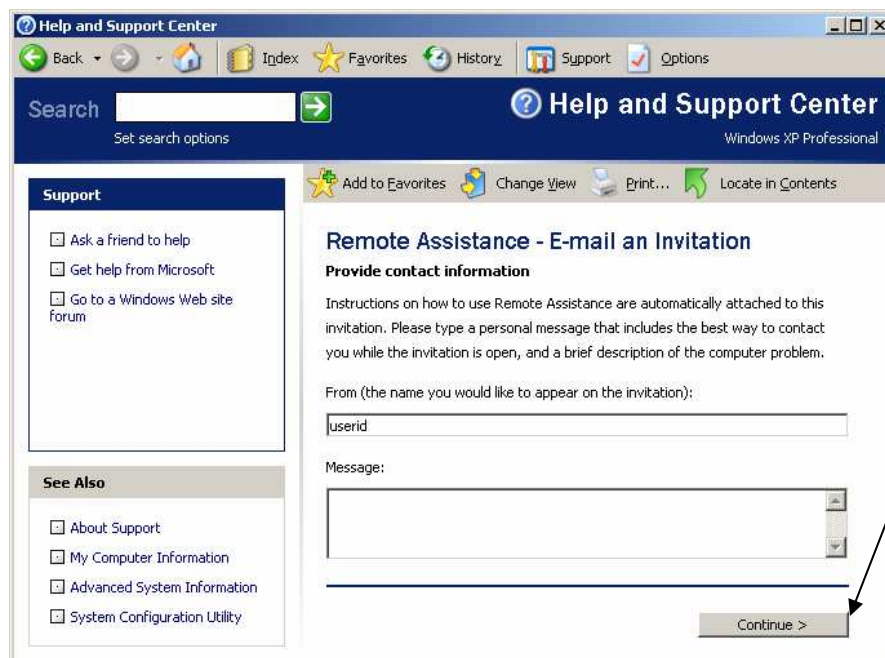 Help and Support Center
Back
Index
Favorites
History
Support
Options
Search
Set search options
Help and Support Center
Windows XP Professional
Support
Ask a friend to help
Get help from Microsoft
Go to a Windows Web site
forum
See Also
About Support
My Computer Information
Advanced System Information
System Configuration Utility
Add to Favorites
Change View
Print...
Locate in Contents
Remote Assistance - E-mail an Invitation
Provide contact information
Instructions on how to use Remote Assistance are automatically attached to this
invitation. Please type a personal message that includes the best way to contact
you while the invitation is open, and a brief description of the computer problem.
From (the name you would like to appear on the invitation):
userid
Message:
Continue >